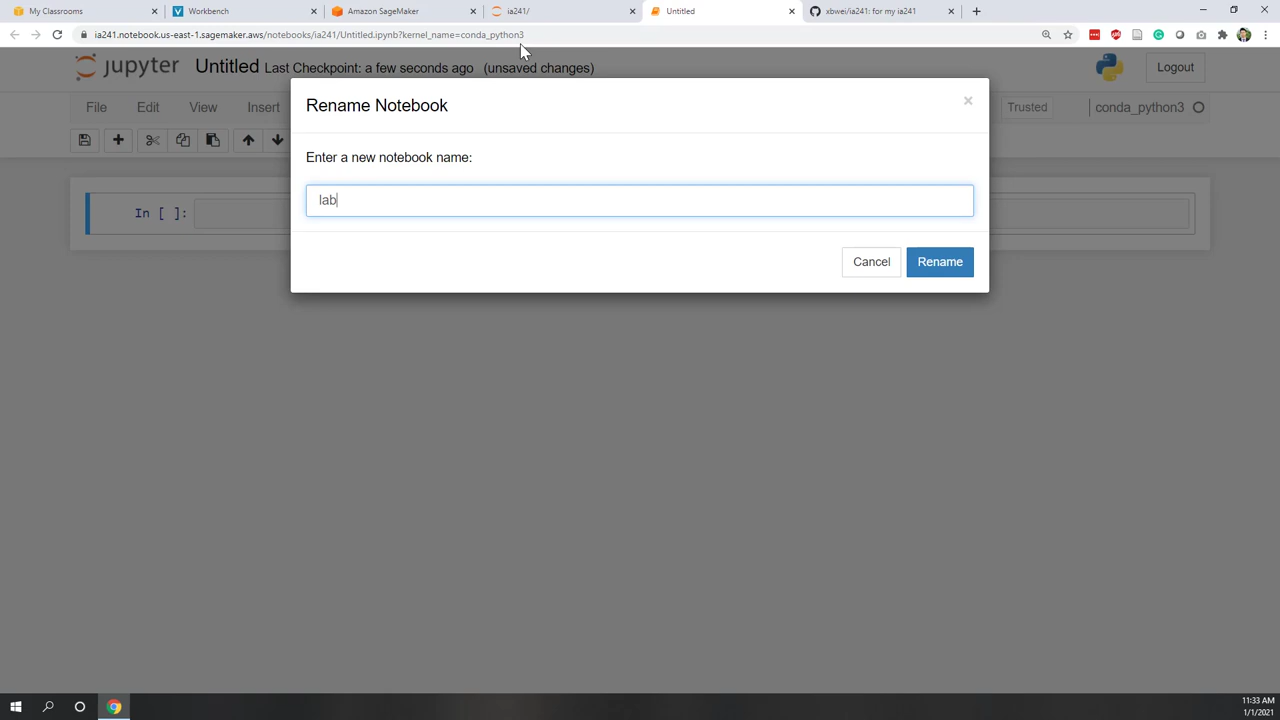 My Classrooms
Workbench
Amazon SageMaker
ia241/
Untitled
xbwei/ia241: for my ia241
ia241.notebook.us-east-1.sagemaker.aws/notebooks/ia241/Untitled.ipynb?kernel_name=conda_python3
jupyter Untitled Last Checkpoint: a few seconds ago (unsaved changes)
Logout
File Edit View Insert
Trusted
conda_python3
Rename Notebook
×
Enter a new notebook name:
lab
Cancel
Rename
In [ ]:
11:33 AM
1/1/2021